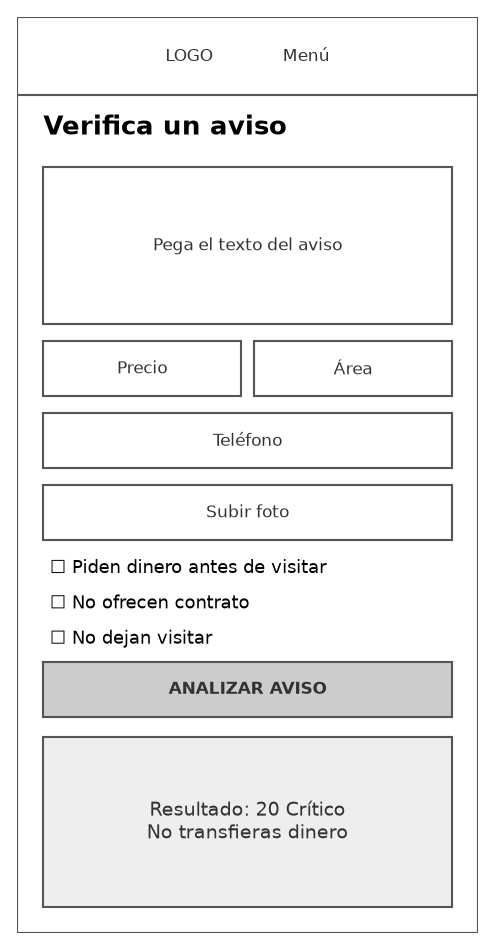 LOGO Menú
Verifica un aviso
Pega el texto del aviso
Precio Área
Teléfono
Subir foto
☐ Piden dinero antes de visitar
☐ No ofrecen contrato
☐ No dejan visitar
ANALIZAR AVISO
Resultado: 20 Crítico
No transfieras dinero